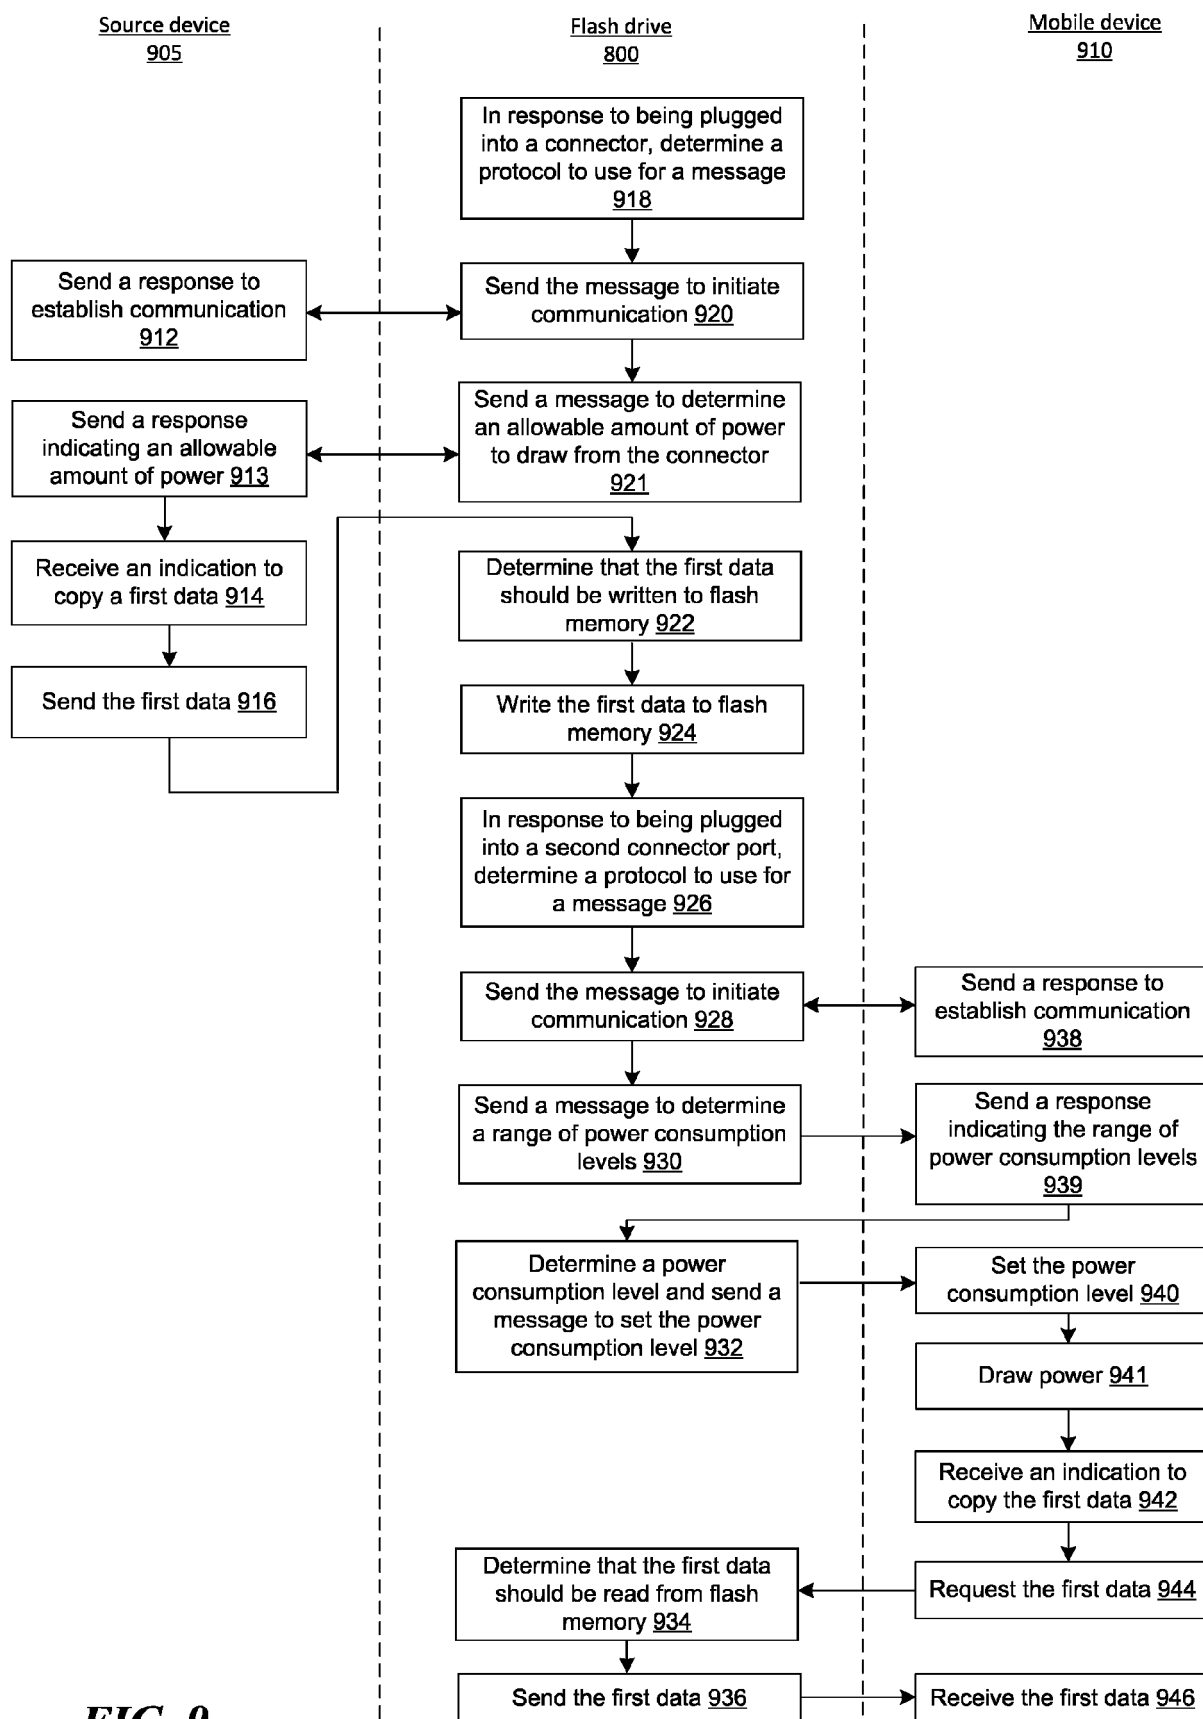 Source device
905
Flash drive
800
Mobile device
910
In response to being plugged
into a connector, determine a
protocol to use for a message
918
Send a response to
establish communication
912
Send the message to initiate
communication 920
Send a response
indicating an allowable
amount of power 913
Send a message to determine
an allowable amount of power
to draw from the connector
921
Receive an indication to
copy a first data 914
Determine that the first data
should be written to flash
memory 922
Send the first data 916
Write the first data to flash
memory 924
In response to being plugged
into a second connector port,
determine a protocol to use for
a message 926
Send the message to initiate
communication 928
Send a response to
establish communication
938
Send a message to determine
a range of power consumption
levels 930
Send a response
indicating the range of
power consumption levels
939
Determine a power
consumption level and send a
message to set the power
consumption level 932
Set the power
consumption level 940
Draw power 941
Receive an indication to
copy the first data 942
Determine that the first data
should be read from flash
memory 934
Request the first data 944
Send the first data 936
Receive the first data 946
FIG. 9